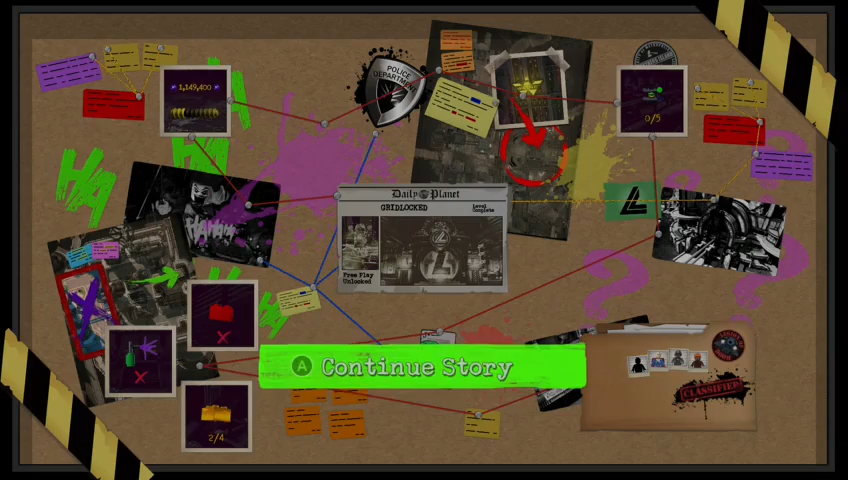 1,149,400
POLICE
DEPARTMENT
0/5
HA
HA
Daily Planet
GRIDLOCKED
Level
Complete
Free Play
Unlocked
A Continue Story
2/4
CLASSIFIED